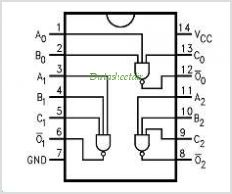 A0 1 14 VCC
B0 2 13 C0
A1 3 12 O̅0
B1 4 11 A2
C1 5 10 B2
O̅1 6 9 C2
GND 7 8 O̅2